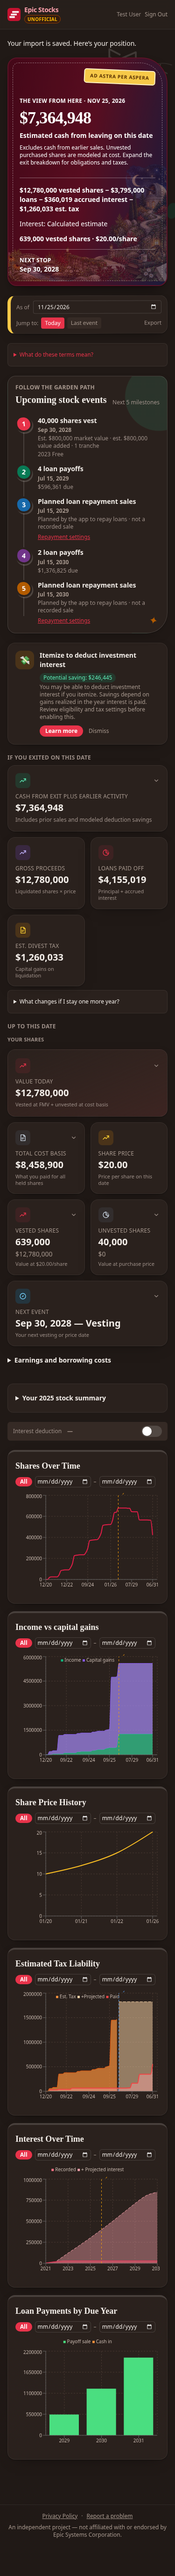 Epic Stocks
UNOFFICIAL
Test User Sign Out
Your import is saved. Here's your position.
AD ASTRA PER ASPERA
THE VIEW FROM HERE · NOV 25, 2026
$7,364,948
Estimated cash from leaving on this date
Excludes cash from earlier sales. Unvested
purchased shares are modeled at cost. Expand the
exit breakdown for obligations and taxes.
$12,780,000 vested shares − $3,795,000
loans − $360,019 accrued interest −
$1,260,033 est. tax
Interest: Calculated estimate
639,000 vested shares · $20.00/share
NEXT STOP
Sep 30, 2028
As of 11/25/2026
Jump to: Today Last event Export
What do these terms mean?
FOLLOW THE GARDEN PATH
Upcoming stock events Next 5 milestones
1 40,000 shares vest
Sep 30, 2028
Est. $800,000 market value · est. $800,000
value added · 1 tranche
2023 Free
2 4 loan payoffs
Jul 15, 2029
$596,361 due
3 Planned loan repayment sales
Jul 15, 2029
Planned by the app to repay loans · not a
recorded sale
Repayment settings
4 2 loan payoffs
Jul 15, 2030
$1,376,825 due
5 Planned loan repayment sales
Jul 15, 2030
Planned by the app to repay loans · not a
recorded sale
Repayment settings
Itemize to deduct investment
interest
Potential saving: $246,445
You may be able to deduct investment
interest if you itemize. Savings depend on
gains realized in the year interest is paid.
Review eligibility and tax settings before
enabling this.
Learn more Dismiss
IF YOU EXITED ON THIS DATE
CASH FROM EXIT PLUS EARLIER ACTIVITY
$7,364,948
Includes prior sales and modeled deduction savings
GROSS PROCEEDS
$12,780,000
Liquidated shares × price
LOANS PAID OFF
$4,155,019
Principal + accrued
interest
EST. DIVEST TAX
$1,260,033
Capital gains on
liquidation
What changes if I stay one more year?
UP TO THIS DATE
YOUR SHARES
VALUE TODAY
$12,780,000
Vested at FMV + unvested at cost basis
TOTAL COST BASIS
$8,458,900
What you paid for all
held shares
SHARE PRICE
$20.00
Price per share on this
date
VESTED SHARES
639,000
$12,780,000
Value at $20.00/share
UNVESTED SHARES
40,000
$0
Value at purchase price
NEXT EVENT
Sep 30, 2028 — Vesting
Your next vesting or price date
Earnings and borrowing costs
Your 2025 stock summary
Interest deduction —
Shares Over Time
All mm/dd/yyyy – mm/dd/yyyy
800000
600000
400000
200000
0
12/20 12/22 09/24 01/26 07/29 06/31
Income vs capital gains
All mm/dd/yyyy – mm/dd/yyyy
Income Capital gains
6000000
4500000
3000000
1500000
0
12/20 09/22 09/24 09/25 07/29 06/31
Share Price History
All mm/dd/yyyy – mm/dd/yyyy
20
15
10
5
0
01/20 01/21 01/22 01/26
Estimated Tax Liability
All mm/dd/yyyy – mm/dd/yyyy
Est. Tax +Projected Paid
2000000
1500000
1000000
500000
0
12/20 09/22 09/24 09/25 07/29 06/31
Interest Over Time
All mm/dd/yyyy – mm/dd/yyyy
Recorded + Projected interest
1000000
750000
500000
250000
0
2021 2023 2025 2027 2029 203
Loan Payments by Due Year
All mm/dd/yyyy – mm/dd/yyyy
Payoff sale Cash in
2200000
1650000
1100000
550000
0
2029 2030 2031
Privacy Policy · Report a problem
An independent project — not affiliated with or endorsed by
Epic Systems Corporation.